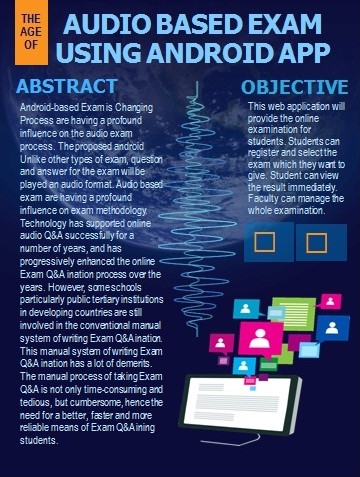 THE
AGE
OF
AUDIO BASED EXAM
USING ANDROID APP
ABSTRACT
Android-based Exam is Changing
Process are having a profound
influence on the audio exam
process. The proposed android
Unlike other types of exam, question
and answer for the exam will be
played an audio format. Audio based
exam are having a profound
influence on exam methodology.
Technology has supported online
audio Q&A successfully for a
number of years, and has
progressively enhanced the online
Exam Q&A ination process over the
years. However, some schools
particularly public tertiary institutions
in developing countries are still
involved in the conventional manual
system of writing Exam Q&A ination.
This manual system of writing Exam
Q&A ination has a lot of demerits.
The manual process of taking Exam
Q&A is not only time-consuming and
tedious, but cumbersome, hence the
need for a better, faster and more
reliable means of Exam Q&A ining
students.
OBJECTIVE
This web application will
provide the online
examination for
students. Students can
register and select the
exam which they want to
give. Student can view
the result immediately.
Faculty can manage the
whole examination.